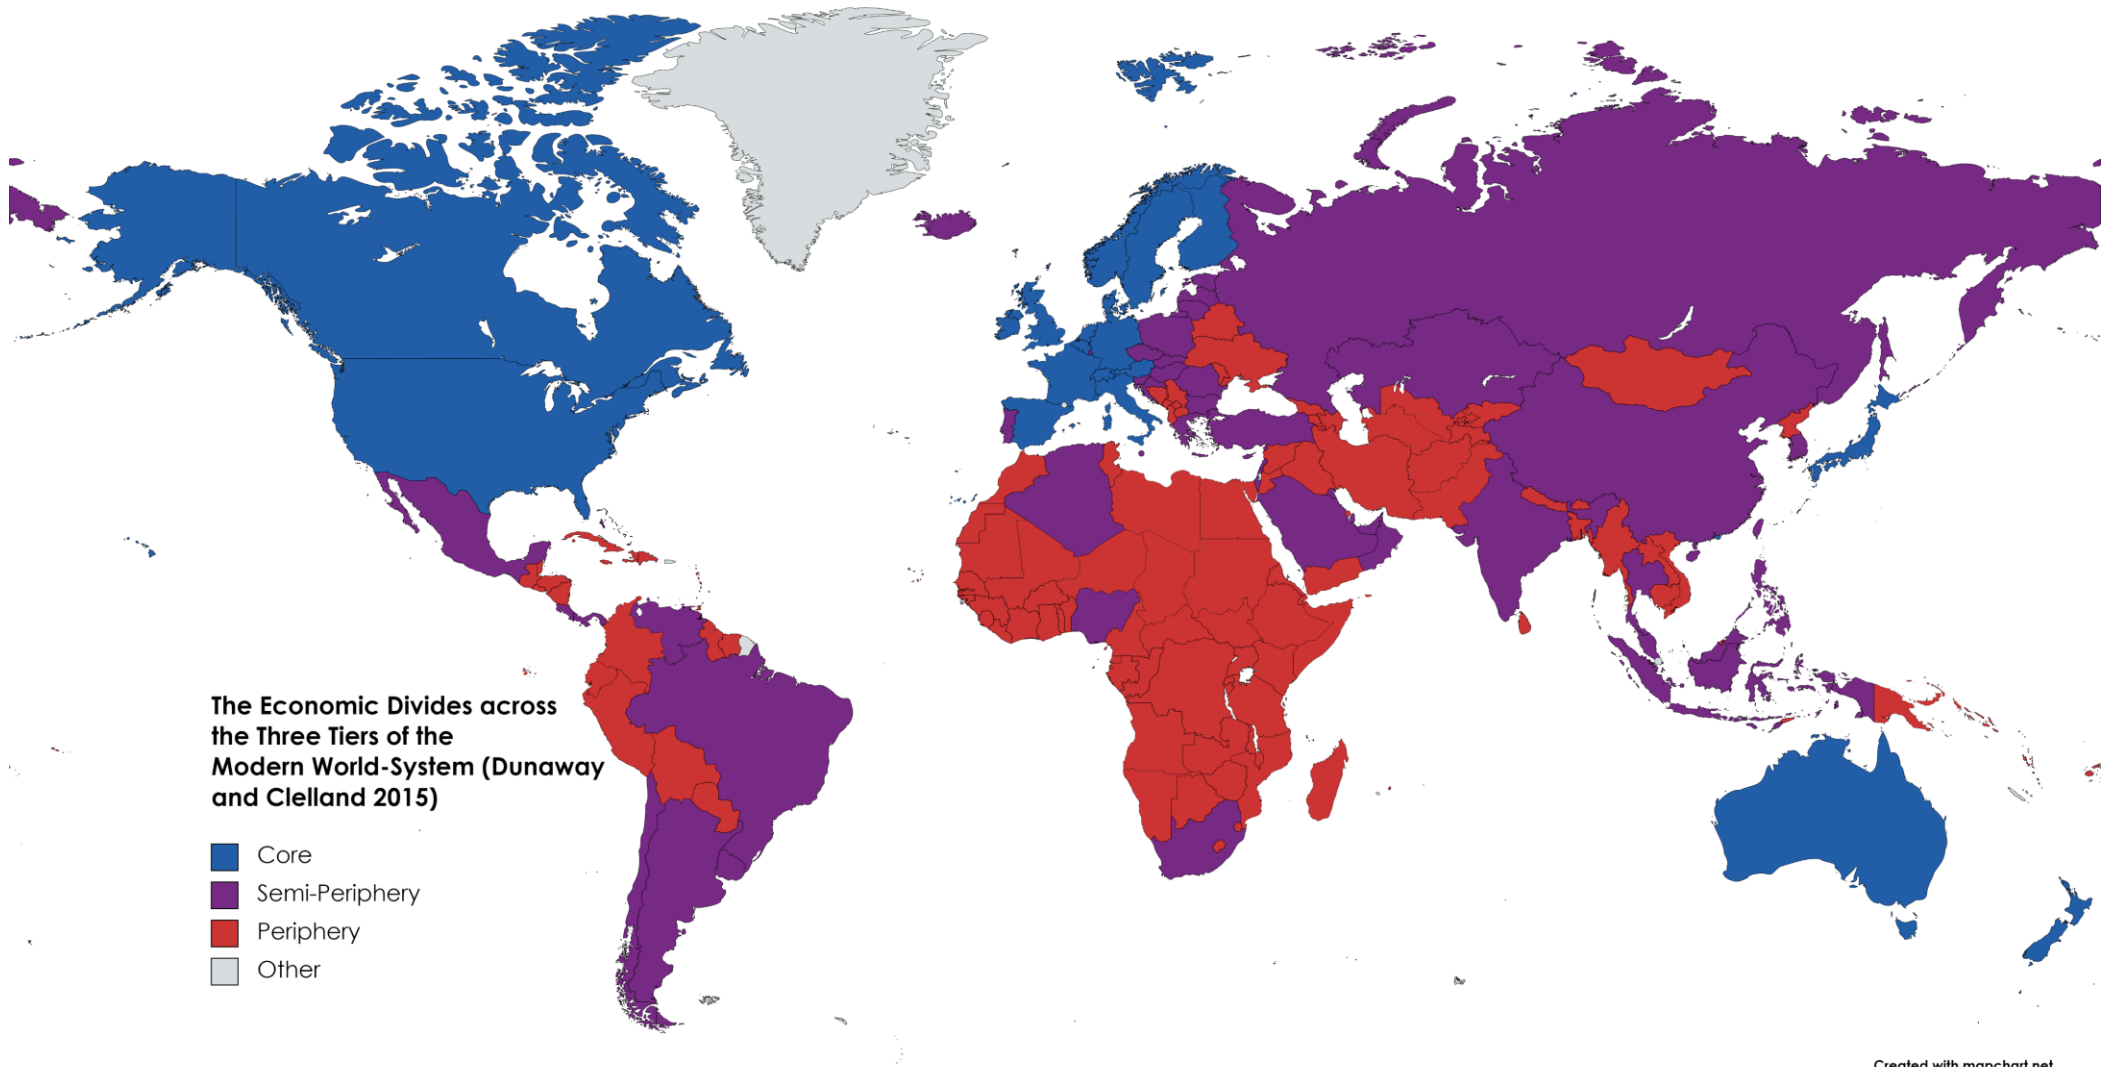 The Economic Divides across
the Three Tiers of the
Modern World-System (Dunaway
and Clelland 2015)
Core
Semi-Periphery
Periphery
Other
Created with mapchart.net